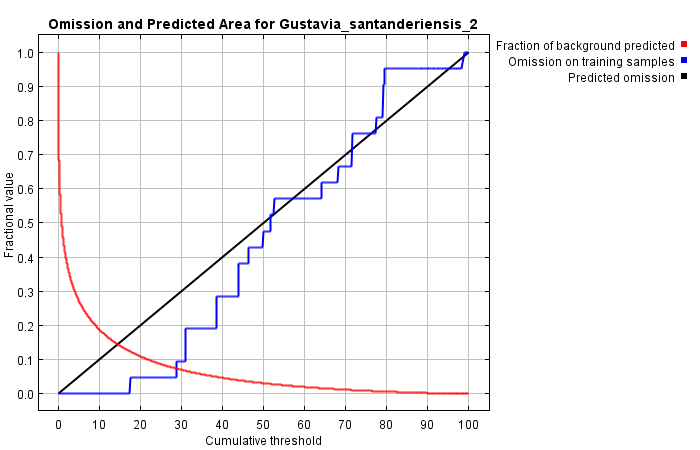 Omission and Predicted Area for Gustavia_santanderiensis_2
Fraction of background predicted
Omission on training samples
Predicted omission
Fractional value
1.0
0.9
0.8
0.7
0.6
0.5
0.4
0.3
0.2
0.1
0.0
0 10 20 30 40 50 60 70 80 90 100
Cumulative threshold